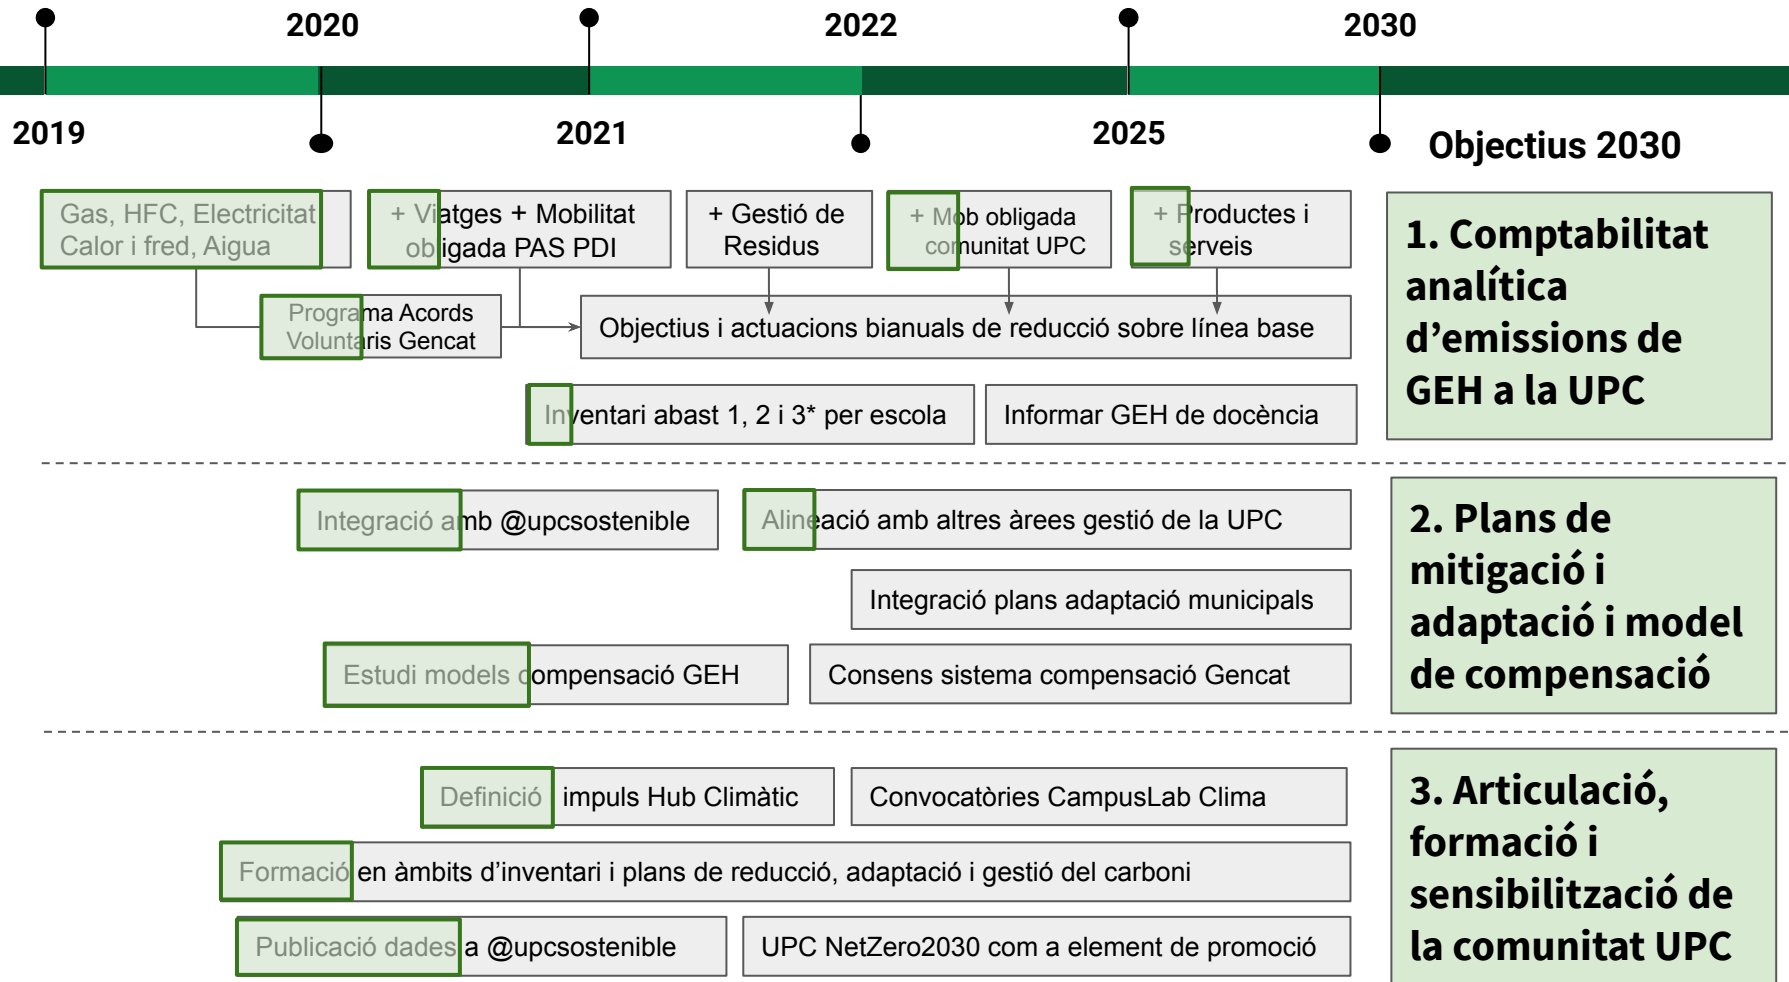 2020
2022
2030
2019
2021
2025
Objectius 2030
Gas, HFC, Electricitat
Calor i fred, Aigua
+ Viatges + Mobilitat
obligada PAS PDI
+ Gestió de
Residus
+ Mob obligada
comunitat UPC
+ Productes i
serveis
1. Comptabilitat
analítica
d’emissions de
GEH a la UPC
Programa Acords
Voluntaris Gencat
Objectius i actuacions bianuals de reducció sobre línea base
Inventari abast 1, 2 i 3* per escola
Informar GEH de docència
Integració amb @upcsostenible
Alineació amb altres àrees gestió de la UPC
Integració plans adaptació municipals
Estudi models compensació GEH
Consens sistema compensació Gencat
2. Plans de
mitigació i
adaptació i model
de compensació
Definició impuls Hub Climàtic
Convocatòries CampusLab Clima
Formació en àmbits d’inventari i plans de reducció, adaptació i gestió del carboni
Publicació dades a @upcsostenible
UPC NetZero2030 com a element de promoció
3. Articulació,
formació i
sensibilització de
la comunitat UPC